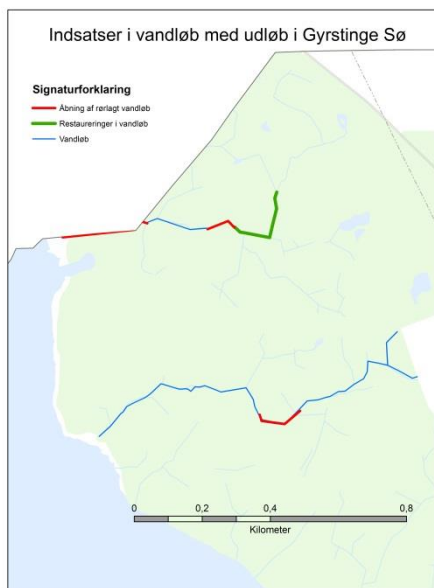 Indsatser i vandløb med udløb i Gyrstinge Sø
Signaturforklaring
Åbning af rørlagt vandløb
Restaureringer i vandløb
Vandløb
0 0,2 0,4 0,8
Kilometer